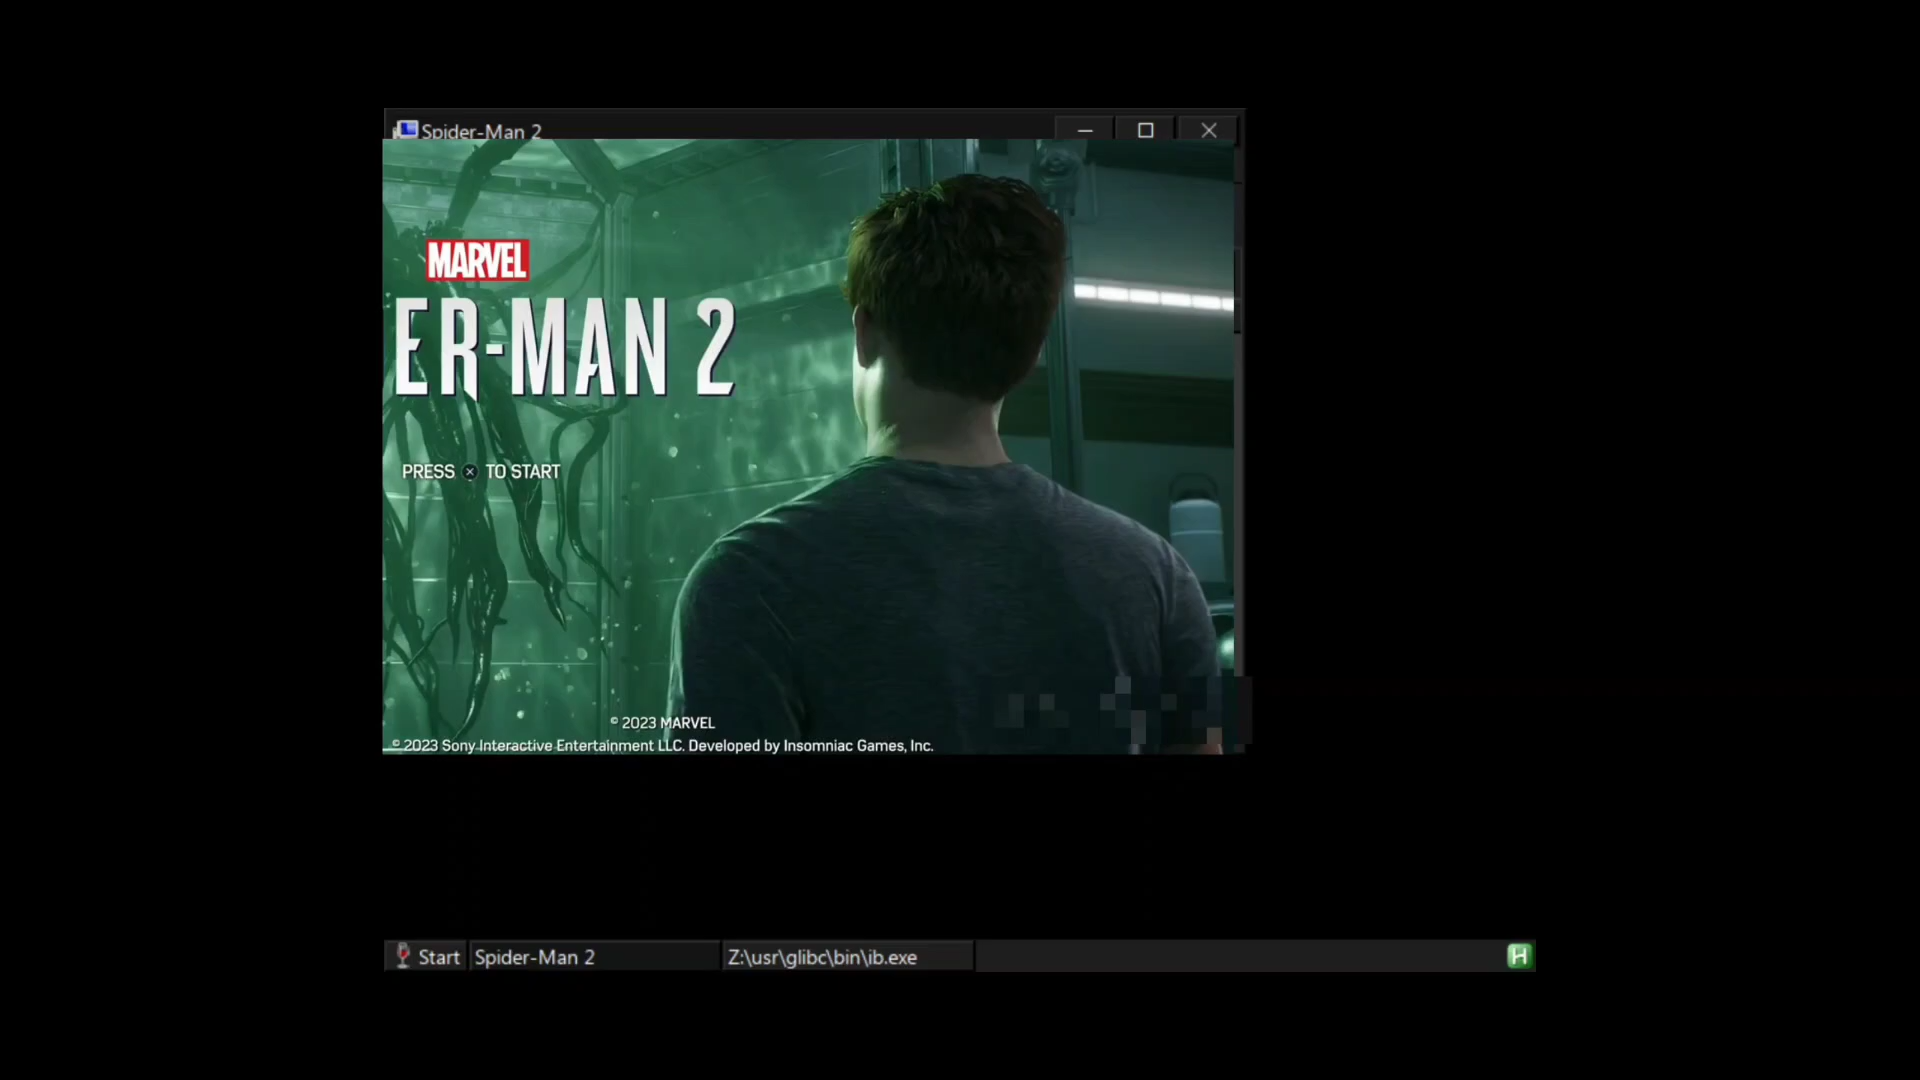 Spider-Man 2
MARVEL
ER-MAN 2
PRESS ⓧ TO START
© 2023 MARVEL
© 2023 Sony Interactive Entertainment LLC. Developed by Insomniac Games, Inc.
Start
Spider-Man 2
Z:\usr\glibc\bin\ib.exe
H